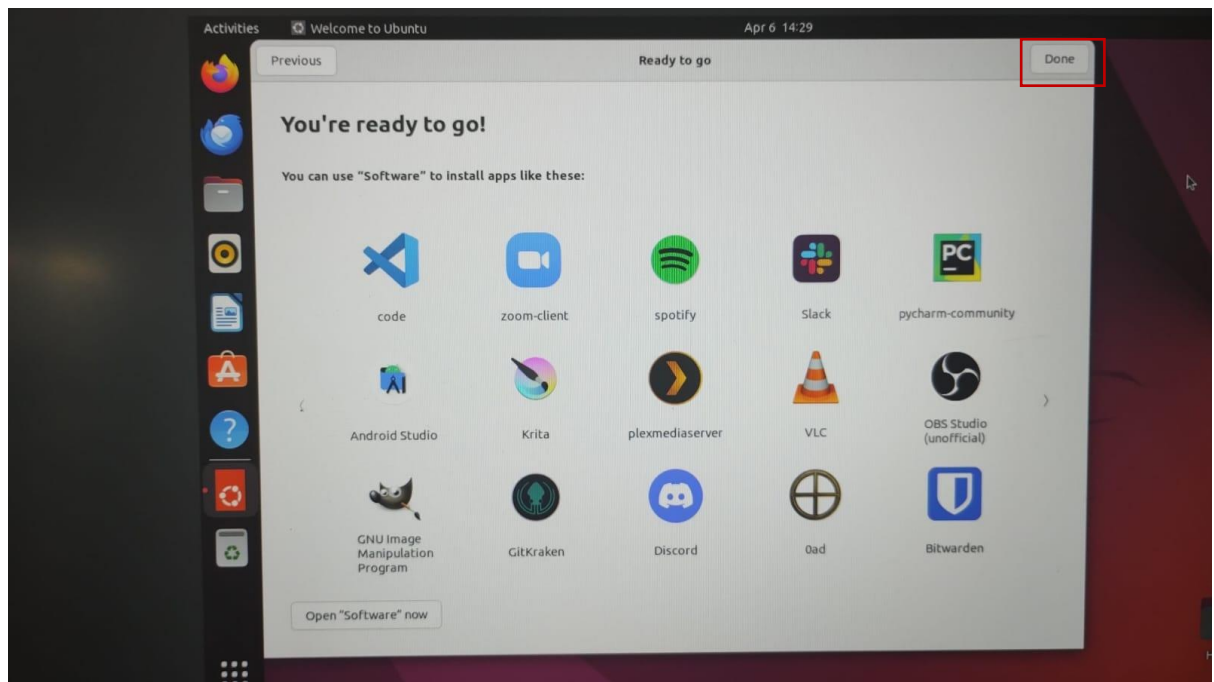 Activities
Welcome to Ubuntu
Apr 6 14:29
Previous
Ready to go
Done
You're ready to go!
You can use "Software" to install apps like these:
PC
code
zoom-client
spotify
Slack
pycharm-community
Android Studio
Krita
plexmediaserver
VLC
OBS Studio
(unofficial)
GNU Image
Manipulation
Program
GitKraken
Discord
0ad
Bitwarden
Open "Software" now